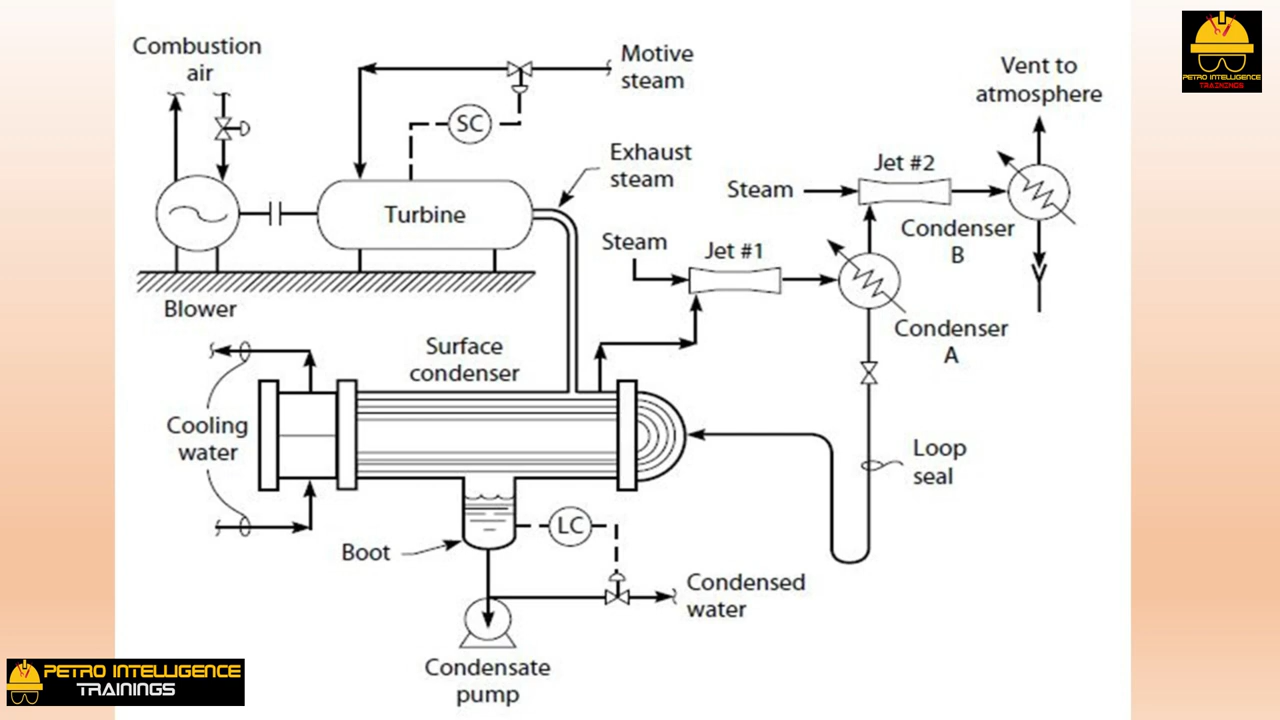 Combustion
air
Motive
steam
SC
Exhaust
steam
Turbine
Blower
Steam
Jet #1
Steam
Jet #2
Vent to
atmosphere
Condenser
B
Condenser
A
Surface
condenser
Cooling
water
Loop
seal
Boot
LC
Condensed
water
Condensate
pump
PETRO INTELLIGENCE
TRAININGS
PETRO INTELLIGENCE
TRAININGS